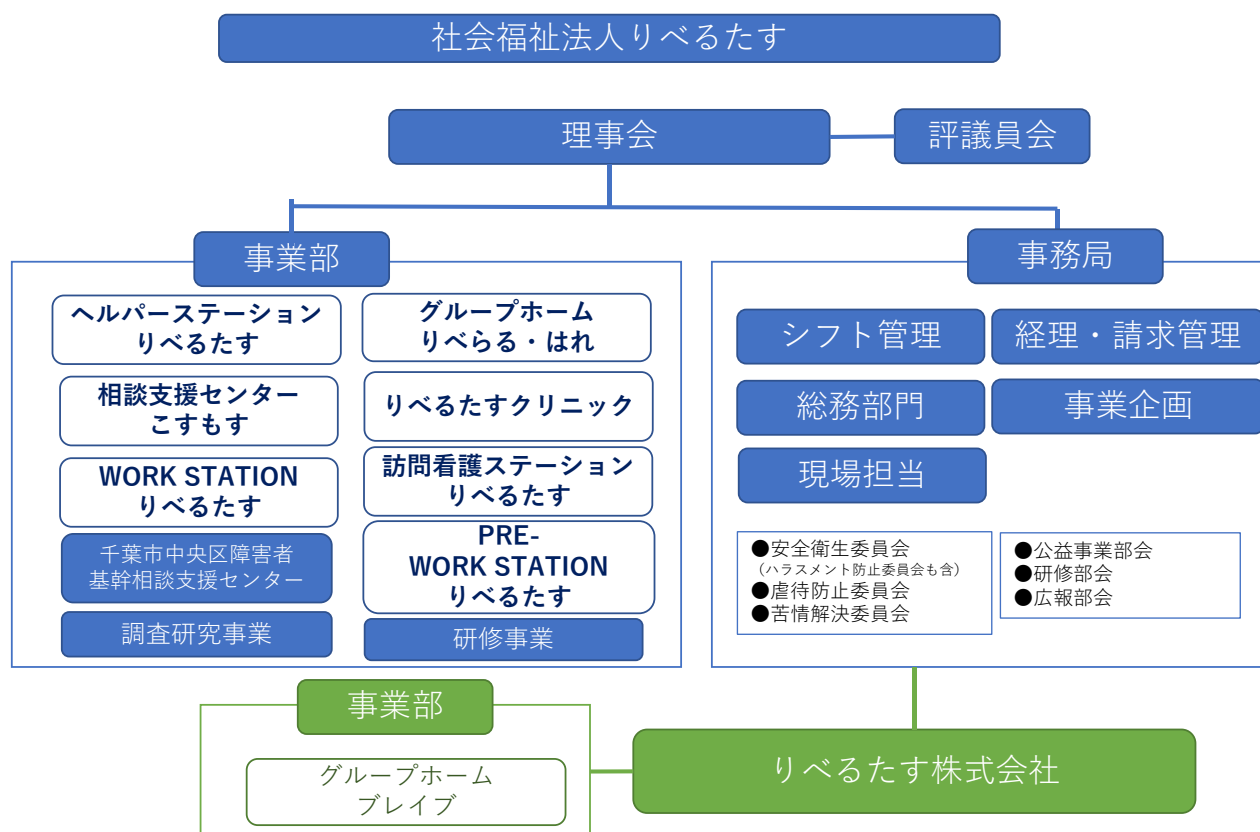 社会福祉法人りべるたす
理事会
評議員会
事業部
ヘルパーステーション
りべるたす
グループホーム
りべらる・はれ
相談支援センター
こすもす
りべるたすクリニック
WORK STATION
りべるたす
訪問看護ステーション
りべるたす
千葉市中央区障害者
基幹相談支援センター
PRE-
WORK STATION
りべるたす
調査研究事業
研修事業
事務局
シフト管理
経理・請求管理
総務部門
事業企画
現場担当
●安全衛生委員会
(ハラスメント防止委員会も含)
●虐待防止委員会
●苦情解決委員会
●公益事業部会
●研修部会
●広報部会
事業部
グループホーム
ブレイブ
りべるたす株式会社